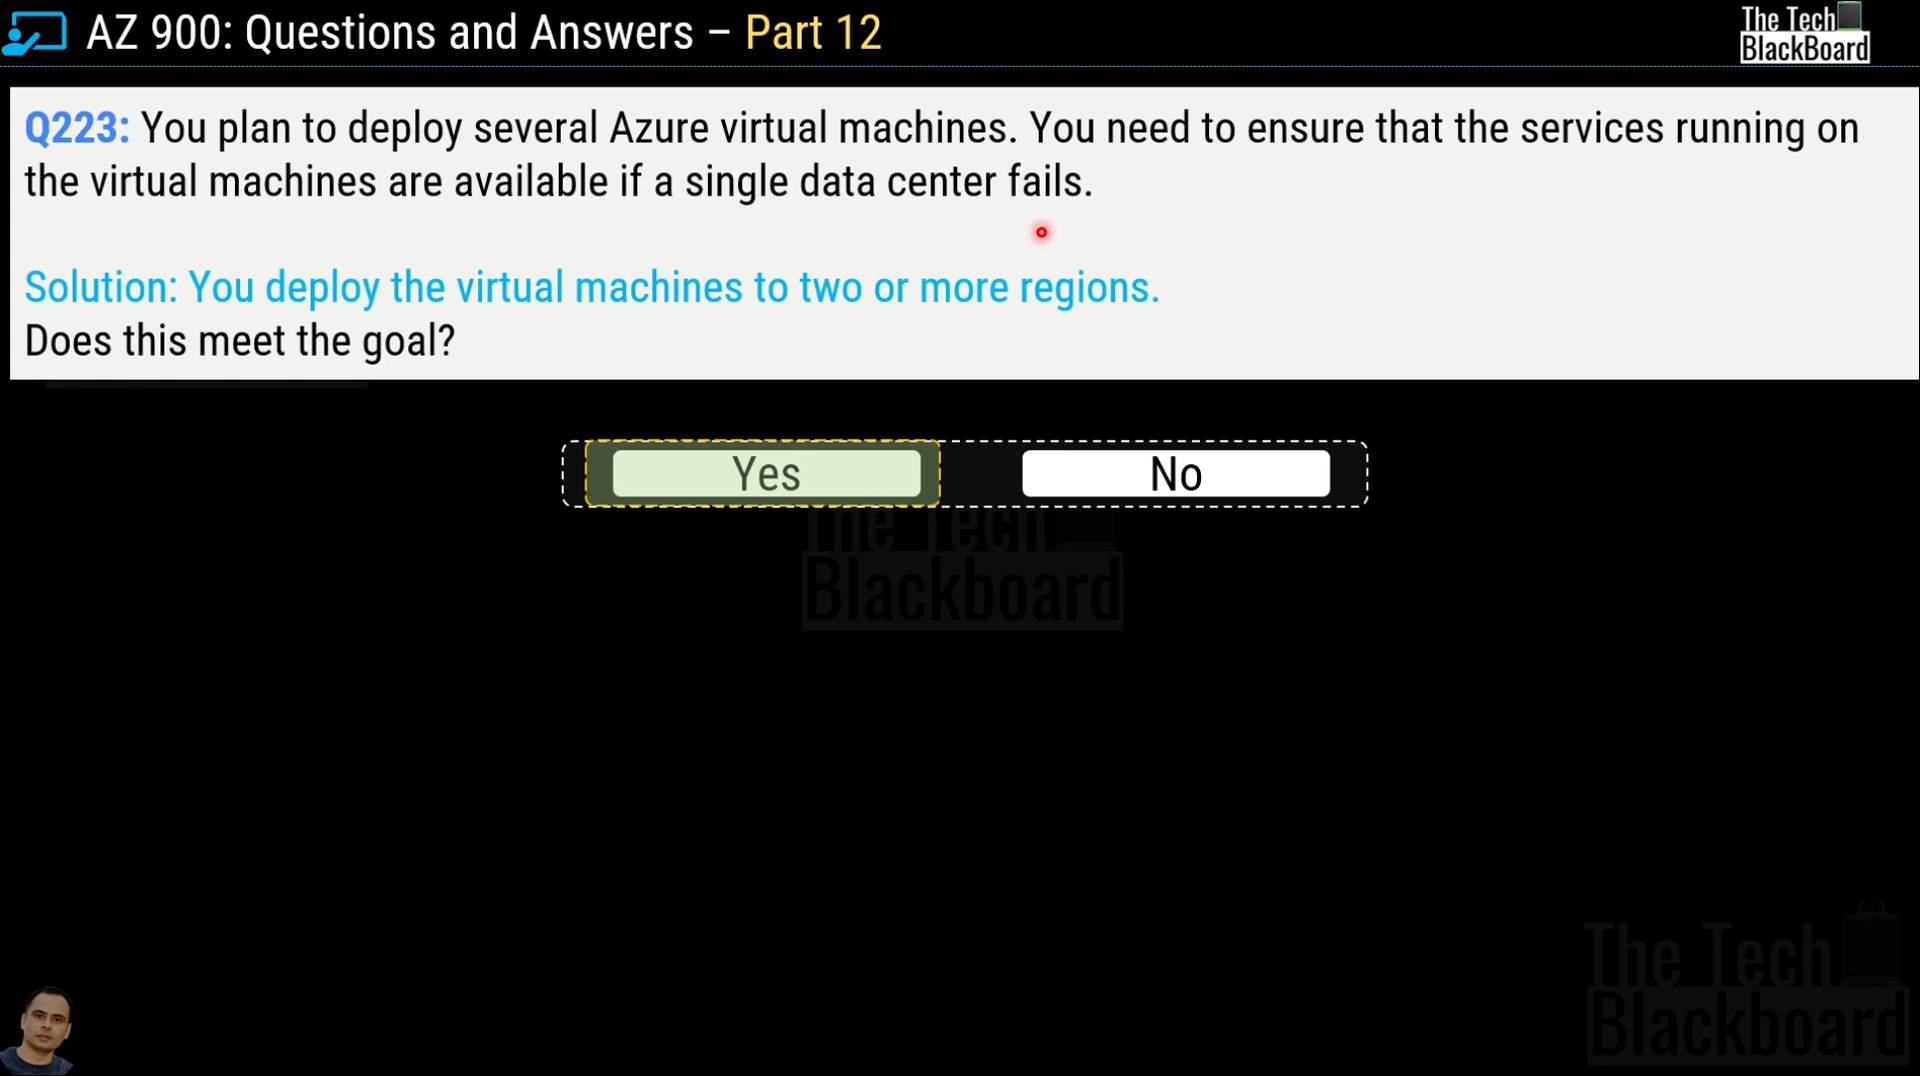 AZ 900: Questions and Answers – Part 12
The Tech
BlackBoard
Q223: You plan to deploy several Azure virtual machines. You need to ensure that the services running on
the virtual machines are available if a single data center fails.
Solution: You deploy the virtual machines to two or more regions.
Does this meet the goal?
Yes
No
The Tech
Blackboard
The Tech
Blackboard